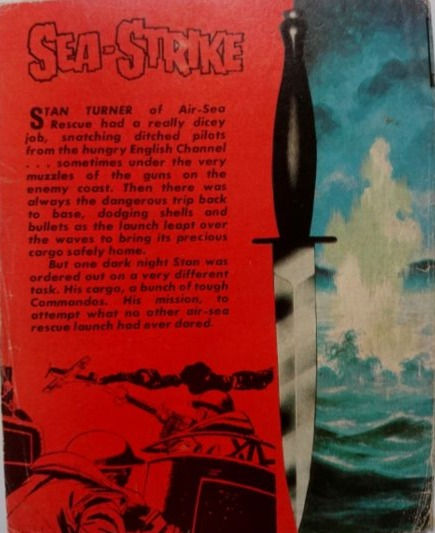 SEA-STRIKE
STAN TURNER of Air-Sea
Rescue had a really dicey
job, snatching ditched pilots
from the hungry English Channel
. . . sometimes under the very
muzzles of the guns on the
enemy coast. Then there was
always the dangerous trip back
to base, dodging shells and
bullets as the launch leapt over
the waves to bring its precious
cargo safely home.
But one dark night Stan was
ordered out on a very different
task. His cargo, a bunch of tough
Commandos. His mission, to
attempt what no other air-sea
rescue launch had ever dared.